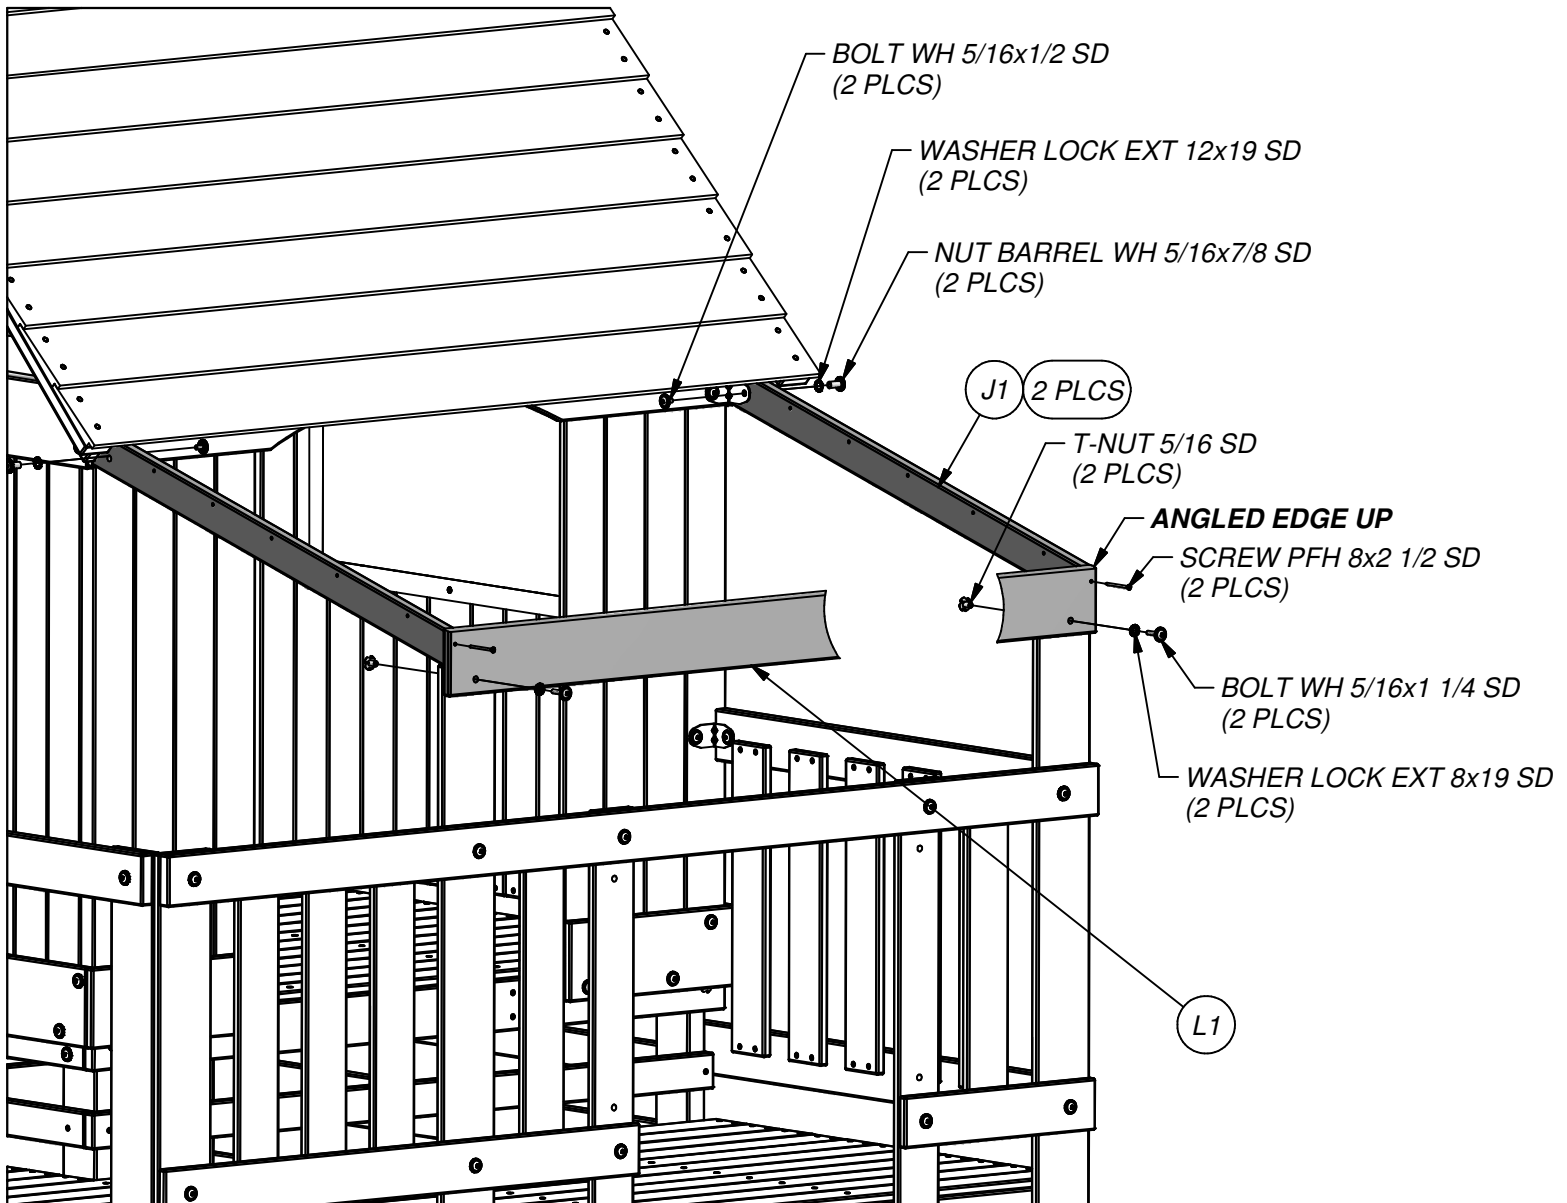 BOLT WH 5/16x1/2 SD
(2 PLCS)
WASHER LOCK EXT 12x19 SD
(2 PLCS)
NUT BARREL WH 5/16x7/8 SD
(2 PLCS)
J1 2 PLCS
T-NUT 5/16 SD
(2 PLCS)
ANGLED EDGE UP
SCREW PFH 8x2 1/2 SD
(2 PLCS)
BOLT WH 5/16x1 1/4 SD
(2 PLCS)
WASHER LOCK EXT 8x19 SD
(2 PLCS)
L1